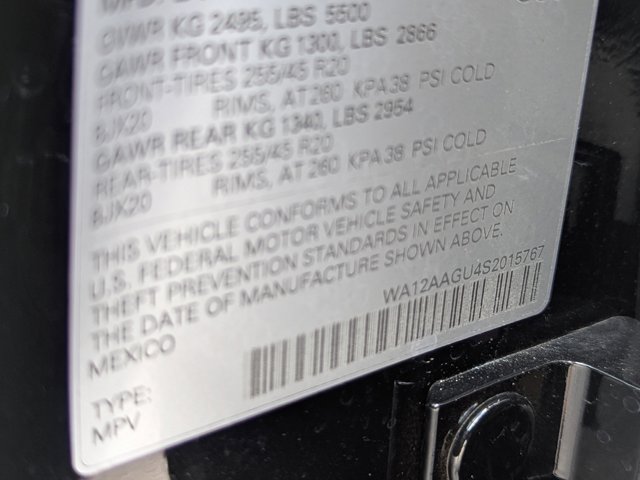 GVWR KG 2495, LBS 5500
GAWR FRONT KG 1300, LBS 2866
FRONT-TIRES 255/45 R20
8JX20 RIMS, AT 260 KPA 38 PSI COLD
GAWR REAR KG 1340, LBS 2954
REAR-TIRES 255/45 R20
8JX20 RIMS, AT 260 KPA 38 PSI COLD
THIS VEHICLE CONFORMS TO ALL APPLICABLE
U.S. FEDERAL MOTOR VEHICLE SAFETY AND
THEFT PREVENTION STANDARDS IN EFFECT ON
THE DATE OF MANUFACTURE SHOWN ABOVE.
MEXICO WA12AAGU4S2015767
TYPE:
MPV